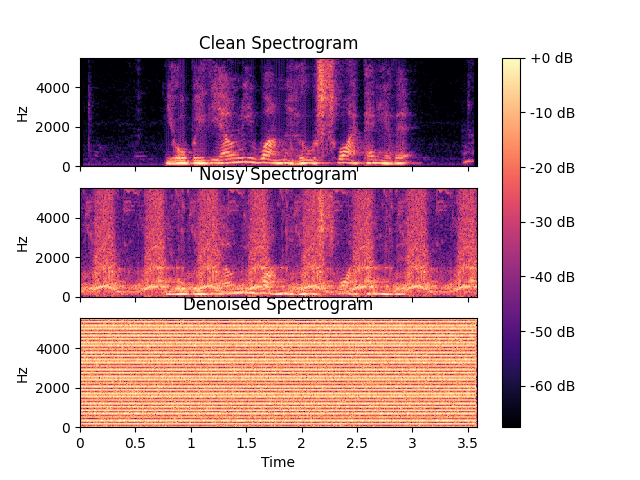 Clean Spectrogram
Hz
4000
2000
0
Noisy Spectrogram
Hz
4000
2000
0
Denoised Spectrogram
Hz
4000
2000
0
0 0.5 1 1.5 2 2.5 3 3.5
Time
+0 dB
-10 dB
-20 dB
-30 dB
-40 dB
-50 dB
-60 dB